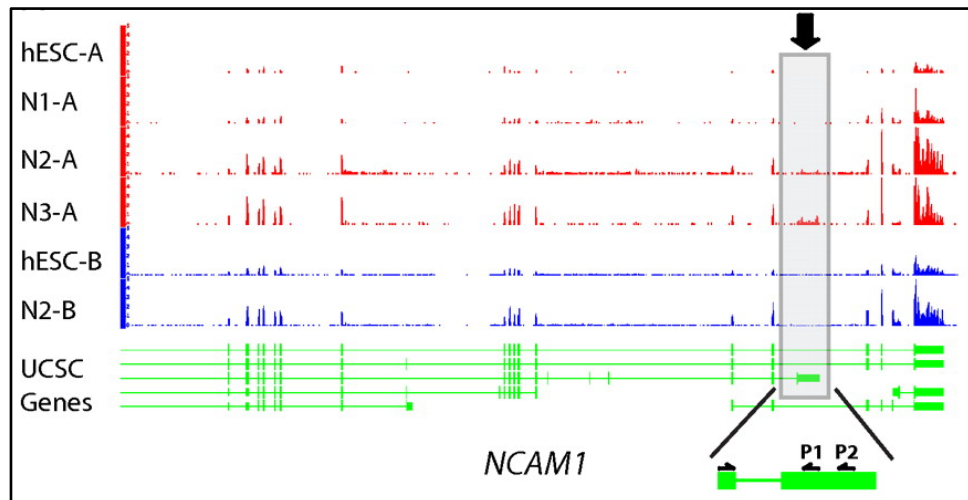 hESC-A
N1-A
N2-A
N3-A
hESC-B
N2-B
UCSC
Genes
NCAM1
P1 P2